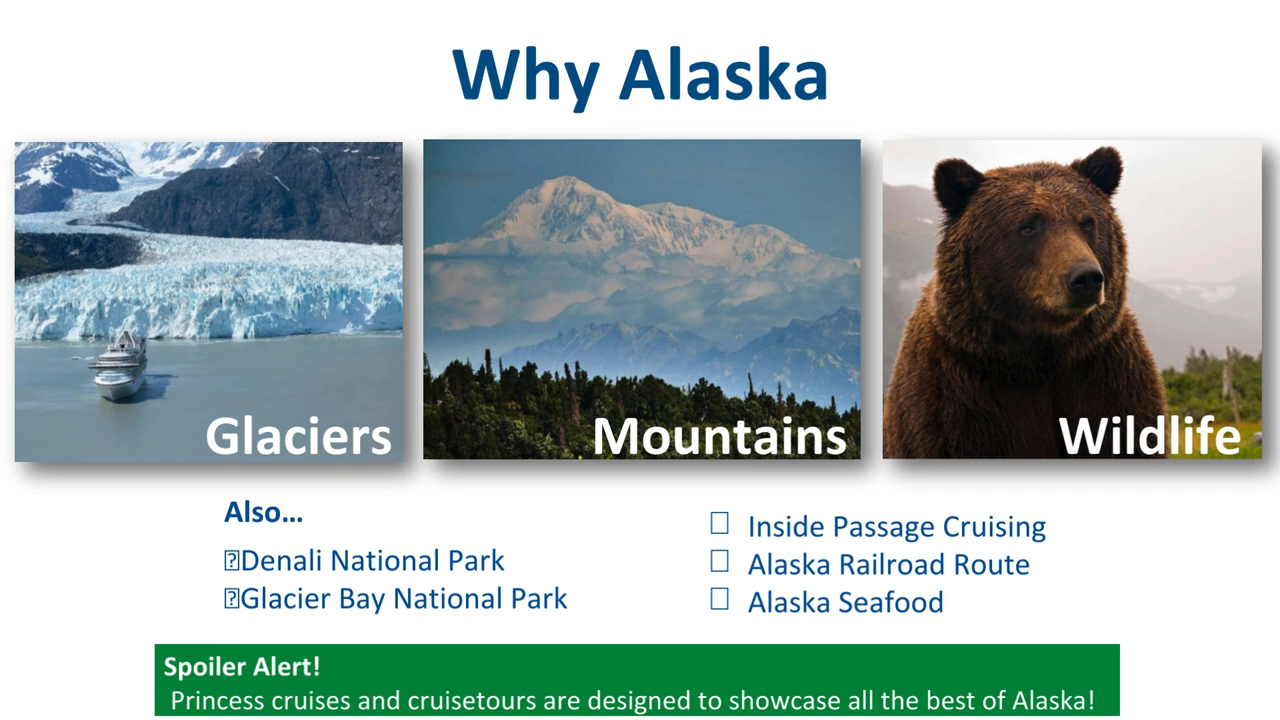 Why Alaska
Glaciers
Mountains
Wildlife
Also…
Denali National Park
Glacier Bay National Park
Inside Passage Cruising
Alaska Railroad Route
Alaska Seafood
Spoiler Alert!
Princess cruises and cruisetours are designed to showcase all the best of Alaska!